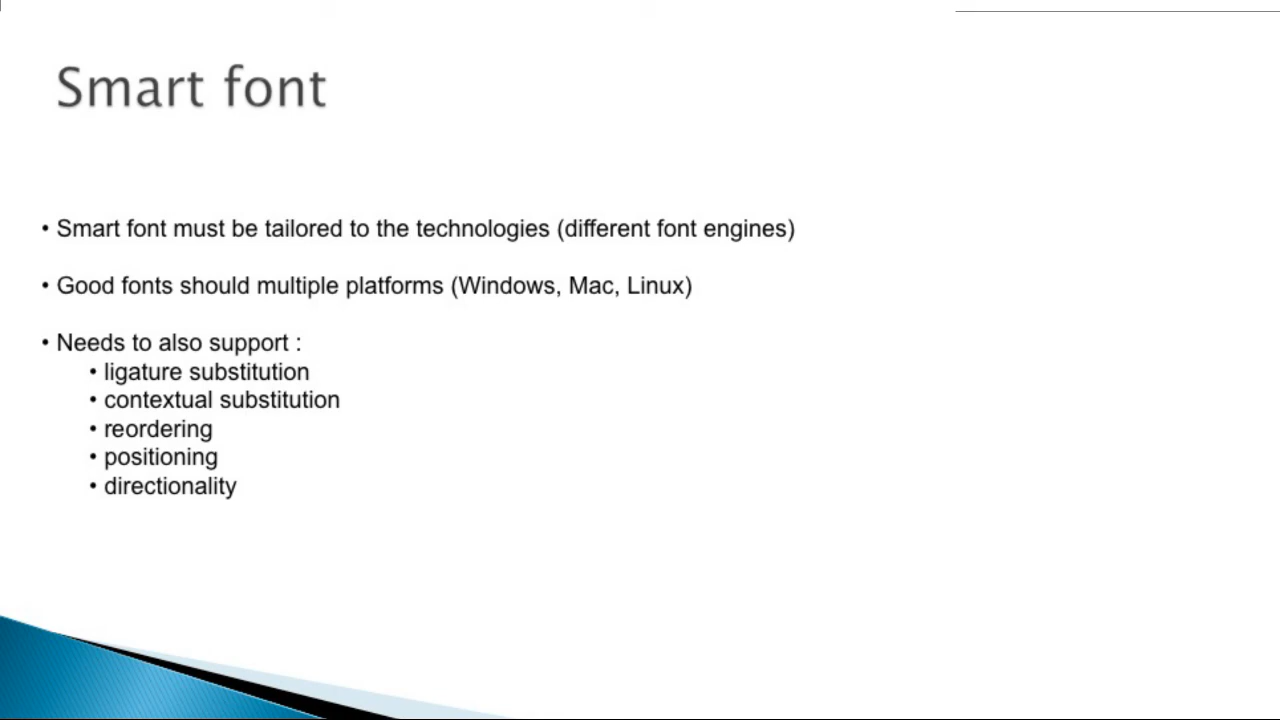 Smart font
• Smart font must be tailored to the technologies (different font engines)
• Good fonts should multiple platforms (Windows, Mac, Linux)
• Needs to also support :
• ligature substitution
• contextual substitution
• reordering
• positioning
• directionality